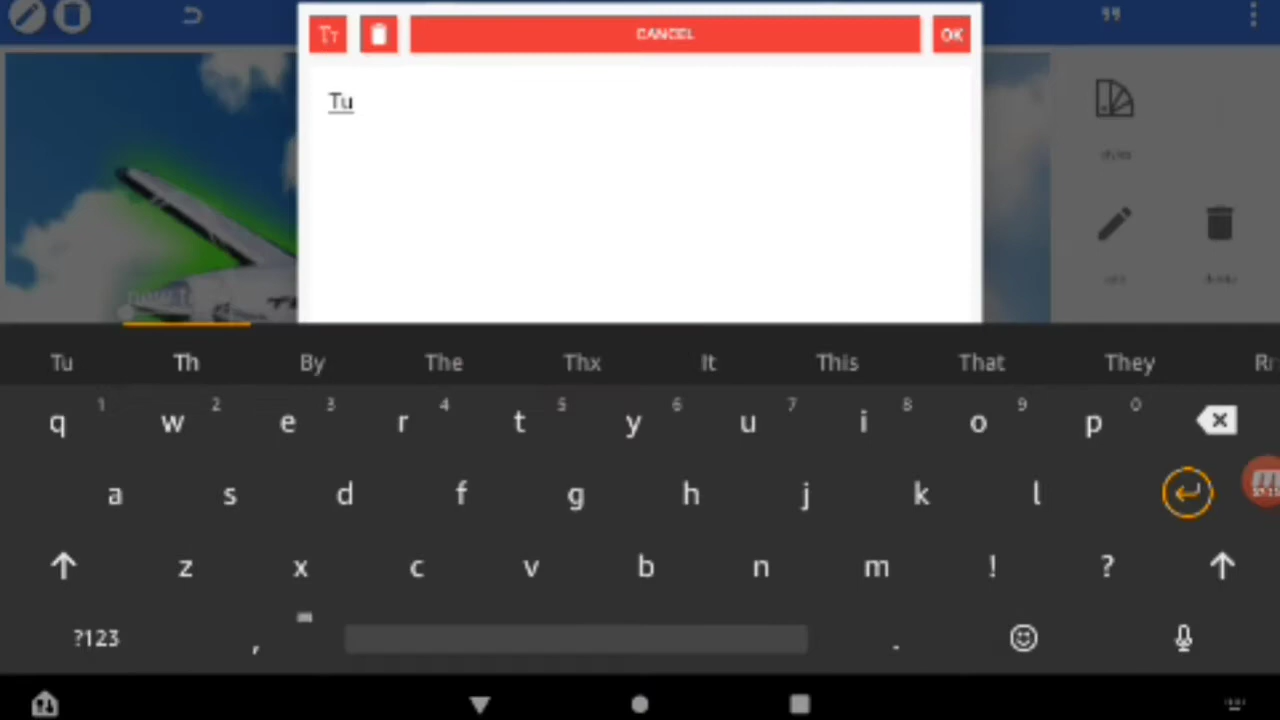 Tт CANCEL OK
Tu
Tu Th By The Thx It This That They
1 2 3 4 5 6 7 8 9 0
q w e r t y u i o p
a s d f g h j k l
z x c v b n m ! ?
?123 , .